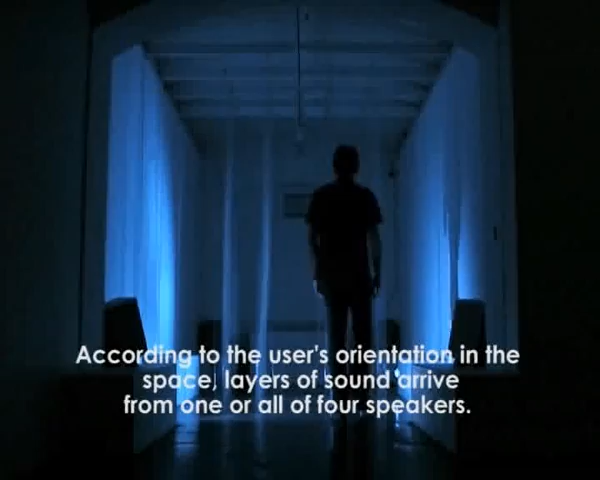 According to the user's orientation in the
space, layers of sound arrive
from one or all of four speakers.